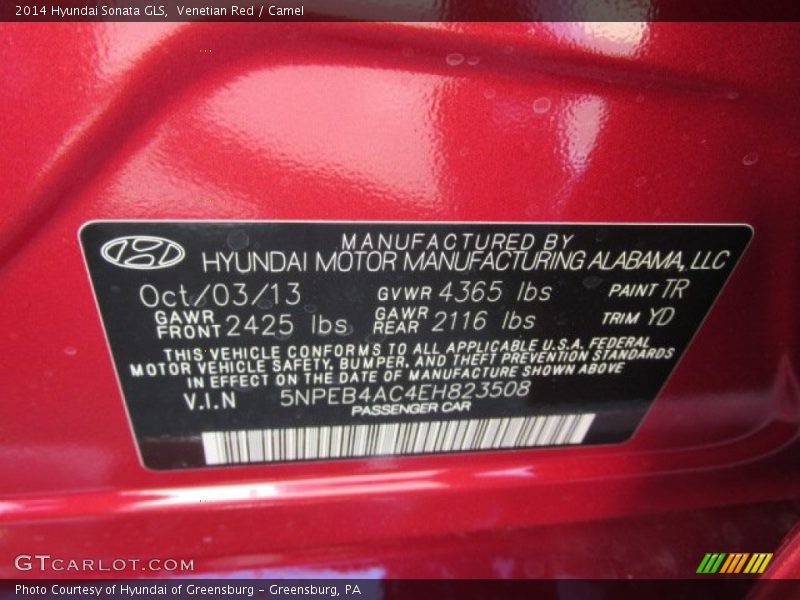 2014 Hyundai Sonata GLS, Venetian Red / Camel
MANUFACTURED BY
HYUNDAI MOTOR MANUFACTURING ALABAMA, LLC
Oct/03/13 GVWR 4365 lbs PAINT TR
GAWR FRONT 2425 lbs GAWR REAR 2116 lbs TRIM YD
THIS VEHICLE CONFORMS TO ALL APPLICABLE U.S.A. FEDERAL
MOTOR VEHICLE SAFETY, BUMPER, AND THEFT PREVENTION STANDARDS
IN EFFECT ON THE DATE OF MANUFACTURE SHOWN ABOVE
V.I.N 5NPEB4AC4EH823508
PASSENGER CAR
GTCARLOT.COM
Photo Courtesy of Hyundai of Greensburg - Greensburg, PA